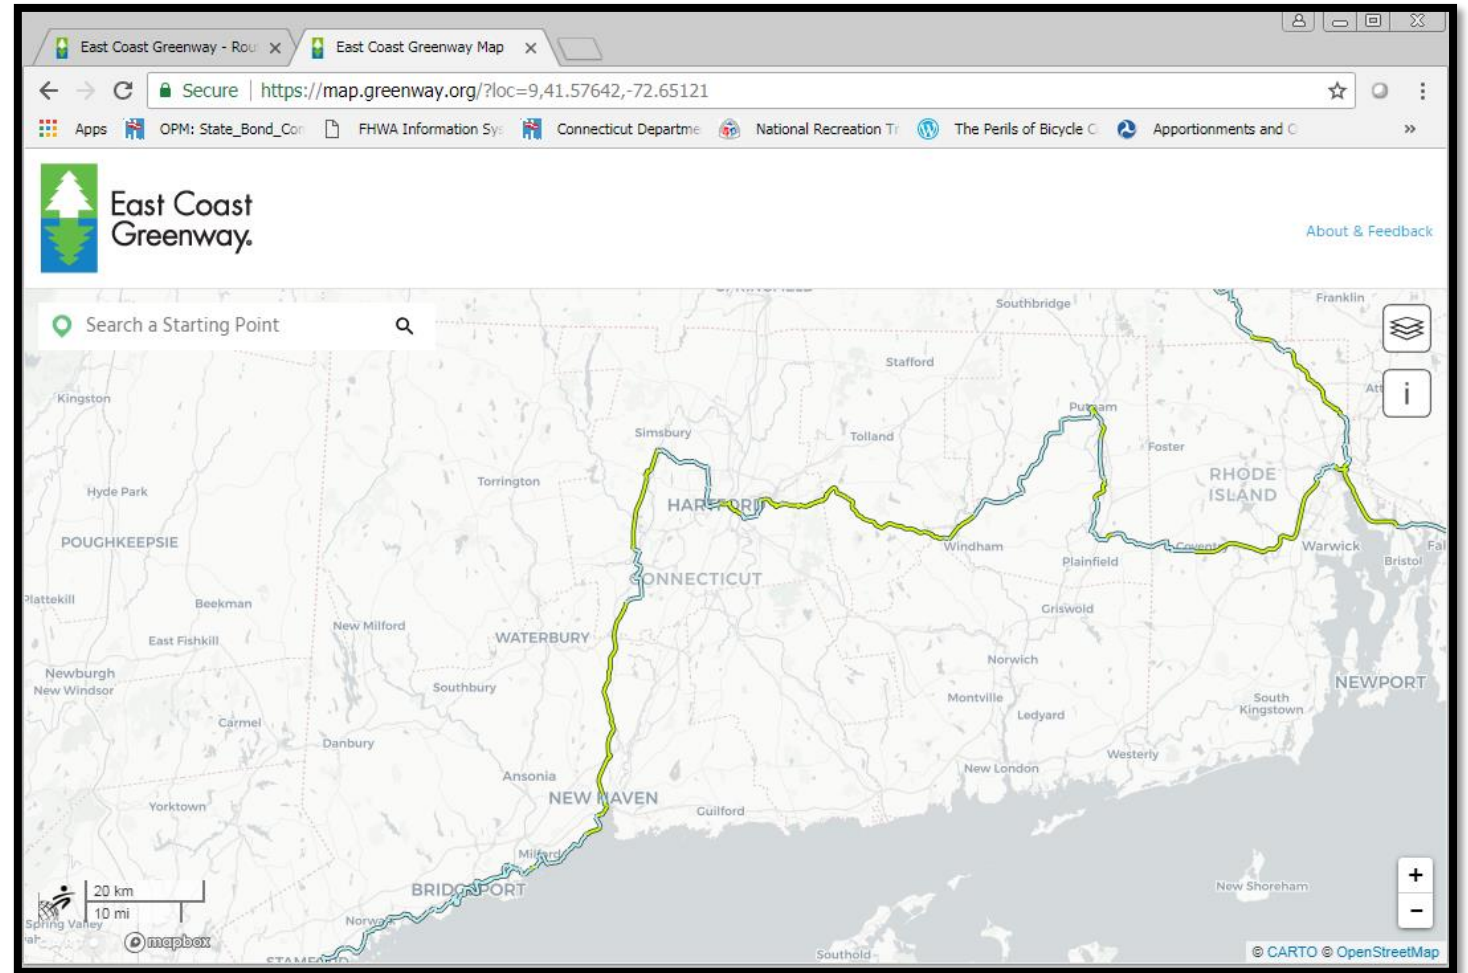 East Coast Greenway - Rou
East Coast Greenway Map
Secure | https://map.greenway.org/?loc=9,41.57642,-72.65121
Apps OPM: State_Bond_Cor FHWA Information Sys Connecticut Departme National Recreation Tr The Perils of Bicycle C Apportionments and C »
East Coast
Greenway.
About & Feedback
Search a Starting Point
Southbridge
Franklin
Stafford
Kingston
Putnam
Simsbury
Tolland
Foster
RHODE
ISLAND
Torrington
Hyde Park
HARTFORD
POUGHKEEPSIE
Windham
Coventry
Warwick
Plainfield
Bristol
CONNECTICUT
Plattekill
Beekman
Griswold
New Milford
East Fishkill
WATERBURY
Norwich
Newburgh
New Windsor
Southbury
NEWPORT
Montville
South
Kingstown
Ledyard
Carmel
Danbury
Westerly
New London
Ansonia
NEW HAVEN
Yorktown
Guilford
Milford
20 km
10 mi
BRIDGEPORT
New Shoreham
Spring Valley
Norwalk
mapbox
STAMFORD
Southold
© CARTO © OpenStreetMap